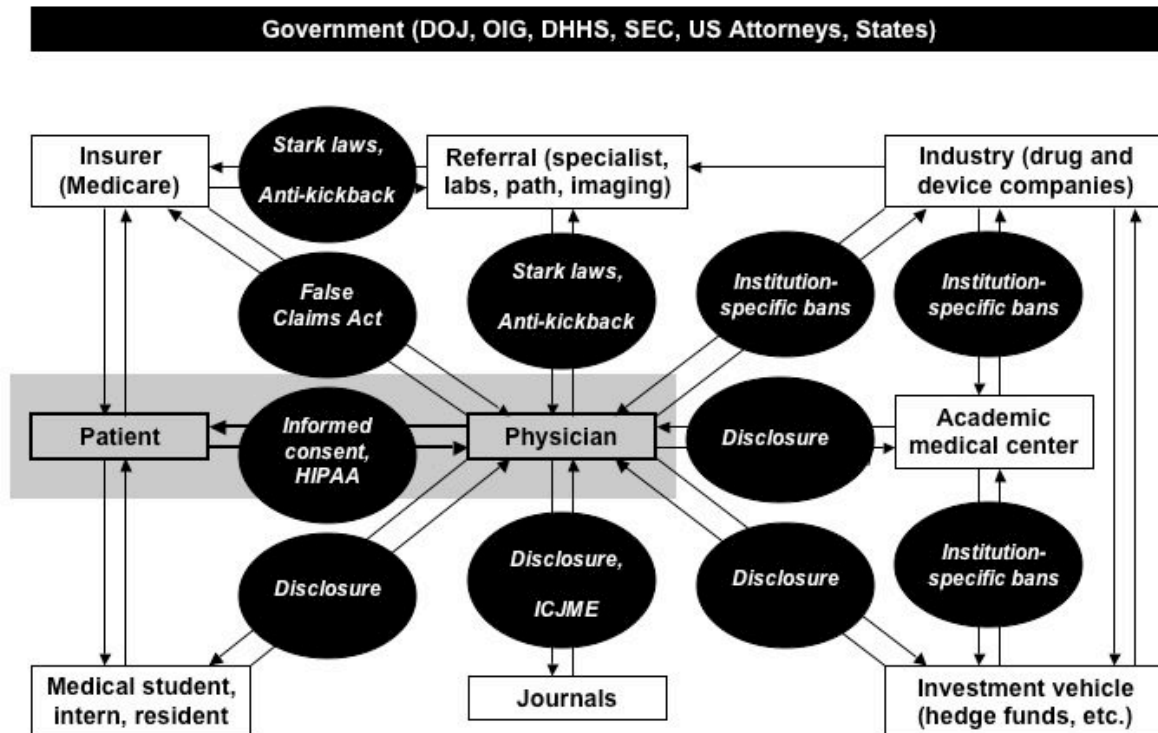 Government (DOJ, OIG, DHHS, SEC, US Attorneys, States)
Insurer
(Medicare)
Stark laws,
Anti-kickback
Referral (specialist,
labs, path, imaging)
Industry (drug and
device companies)
False
Claims Act
Stark laws,
Anti-kickback
Institution-
specific bans
Institution-
specific bans
Patient
Informed
consent,
HIPAA
Physician
Disclosure
Academic
medical center
Disclosure
Disclosure,
ICJME
Disclosure
Institution-
specific bans
Medical student,
intern, resident
Journals
Investment vehicle
(hedge funds, etc.)